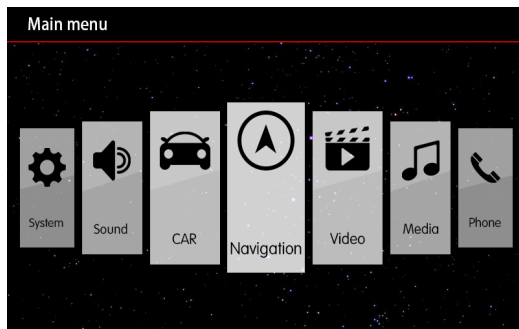 Main menu
System
Sound
CAR
Navigation
Video
Media
Phone